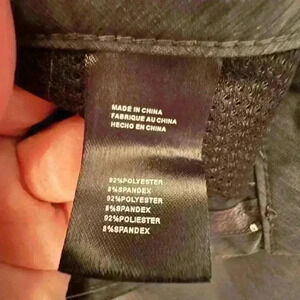 MADE IN CHINA
FABRIQUE AU CHINA
HECHO EN CHINA
92%POLYESTER
8%SPANDEX
92%POLYESTER
8%SPANDEX
92%POLIESTER
8%SPANDEX